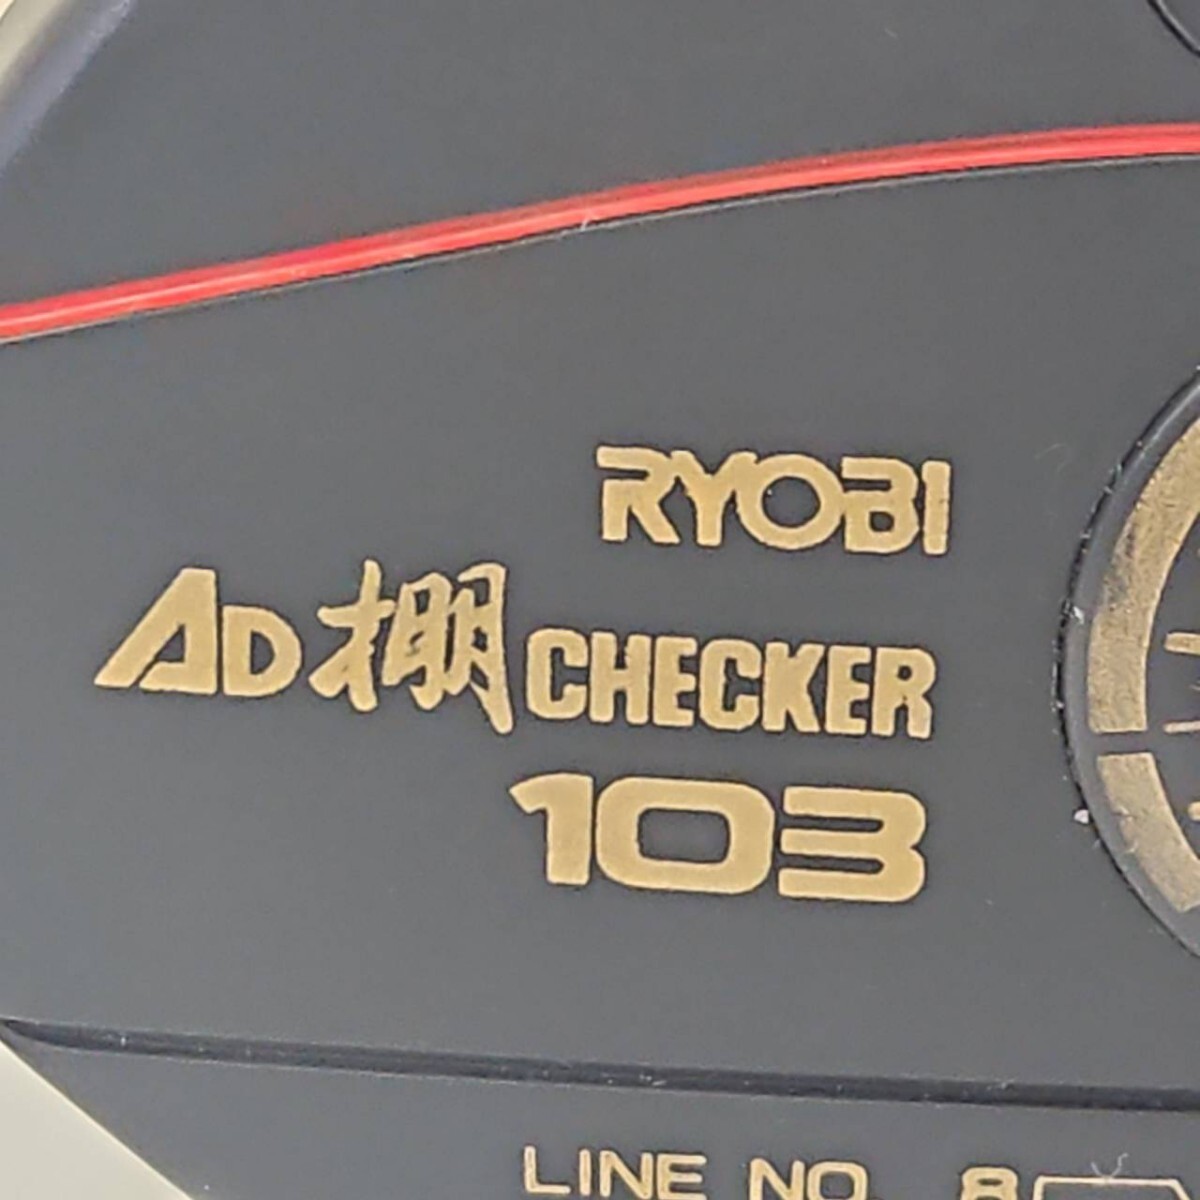 RYOBI
AD棚CHECKER
103
LINE NO. 8